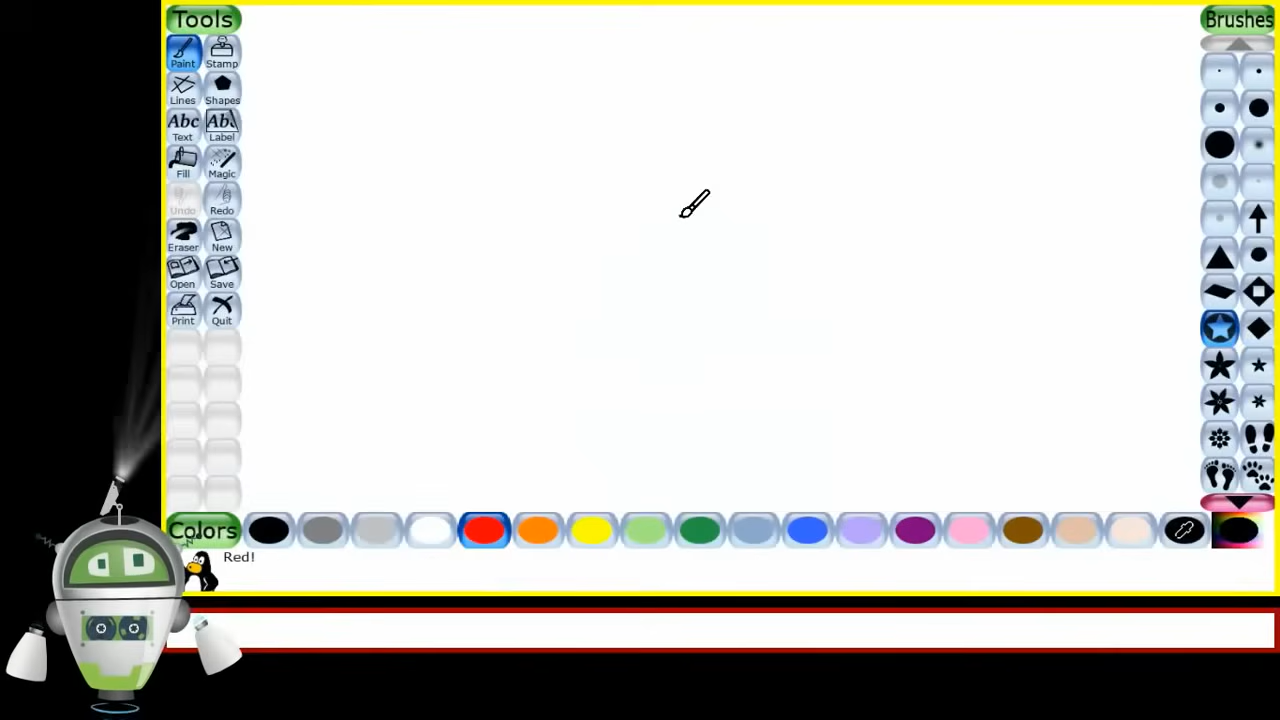 Tools
Brushes
Paint Stamp
Lines Shapes
Abc Abc
Text Label
Fill Magic
Undo Redo
Eraser New
Open Save
Print Quit
Colors
Red!